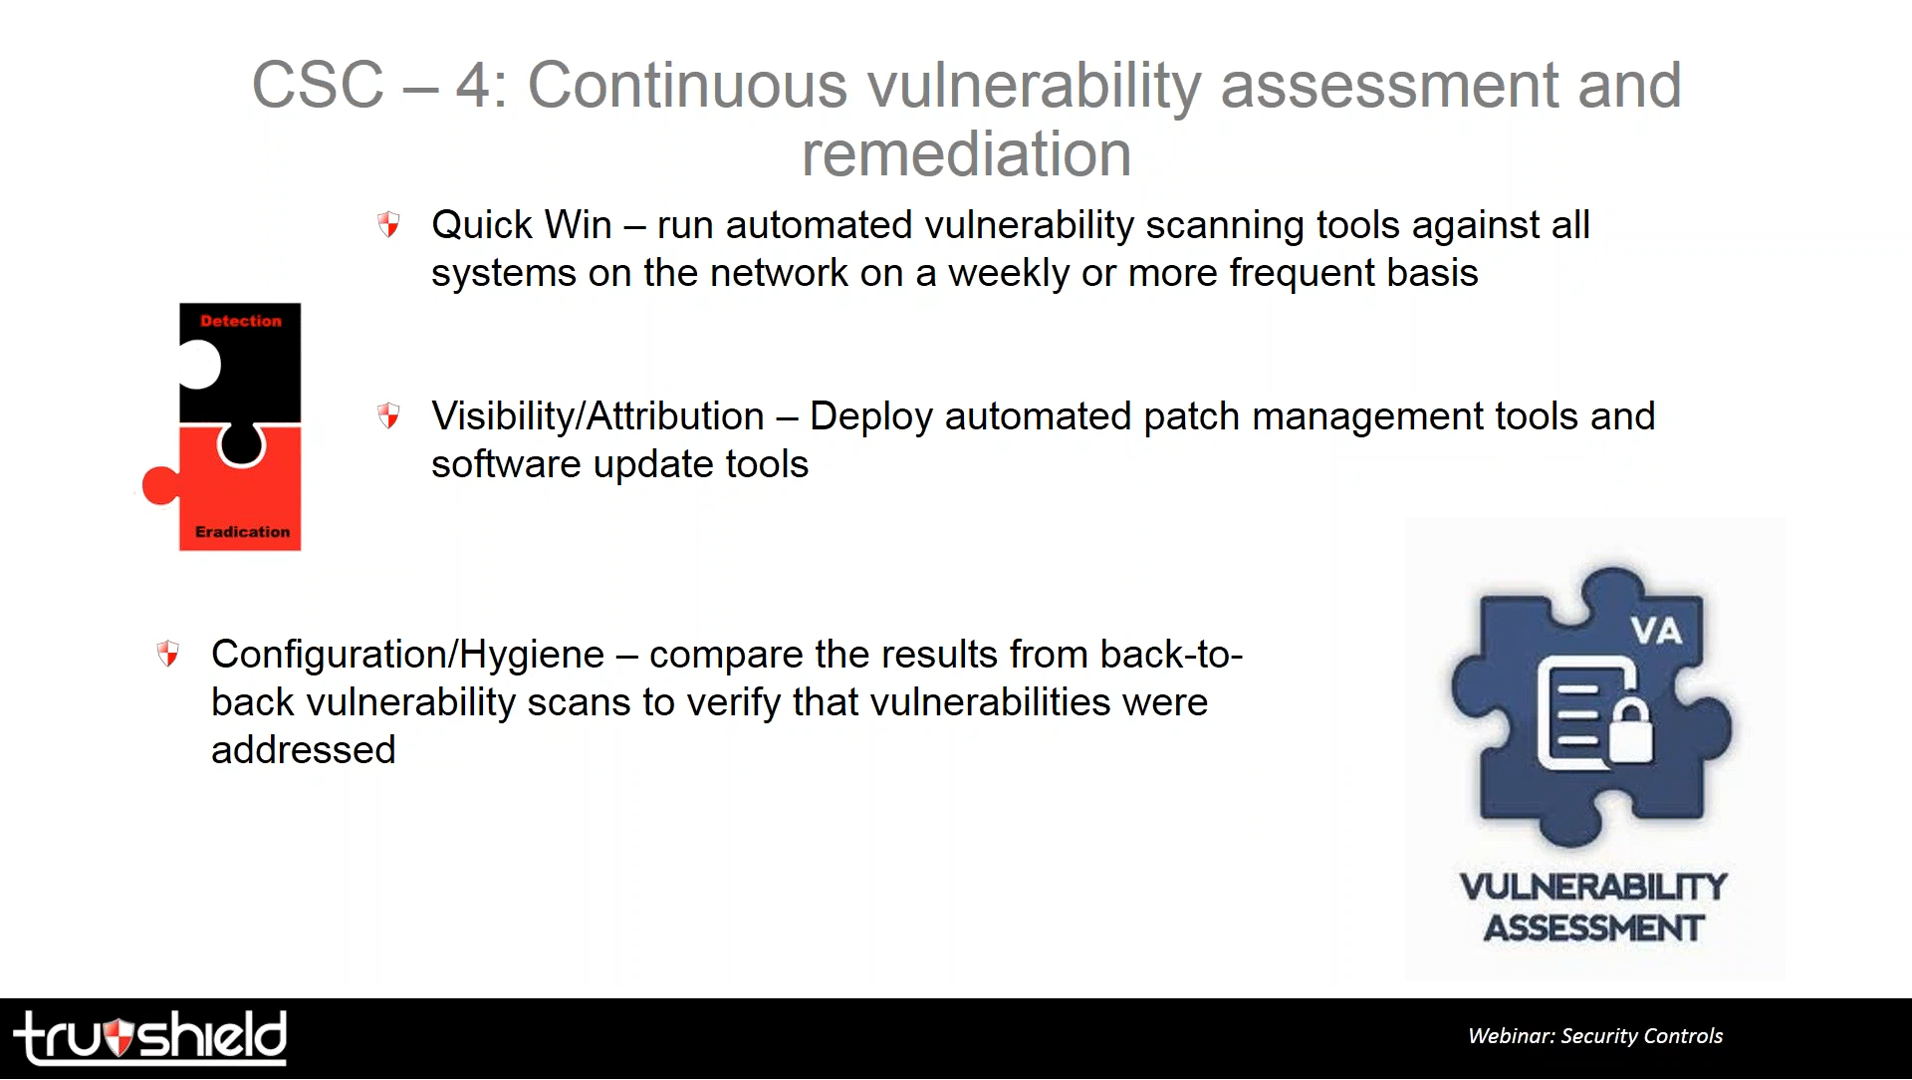 CSC – 4: Continuous vulnerability assessment and
remediation
Quick Win – run automated vulnerability scanning tools against all
systems on the network on a weekly or more frequent basis
Detection
Visibility/Attribution – Deploy automated patch management tools and
software update tools
Eradication
Configuration/Hygiene – compare the results from back-to-
back vulnerability scans to verify that vulnerabilities were
addressed
VA
VULNERABILITY
ASSESSMENT
trushield
Webinar: Security Controls